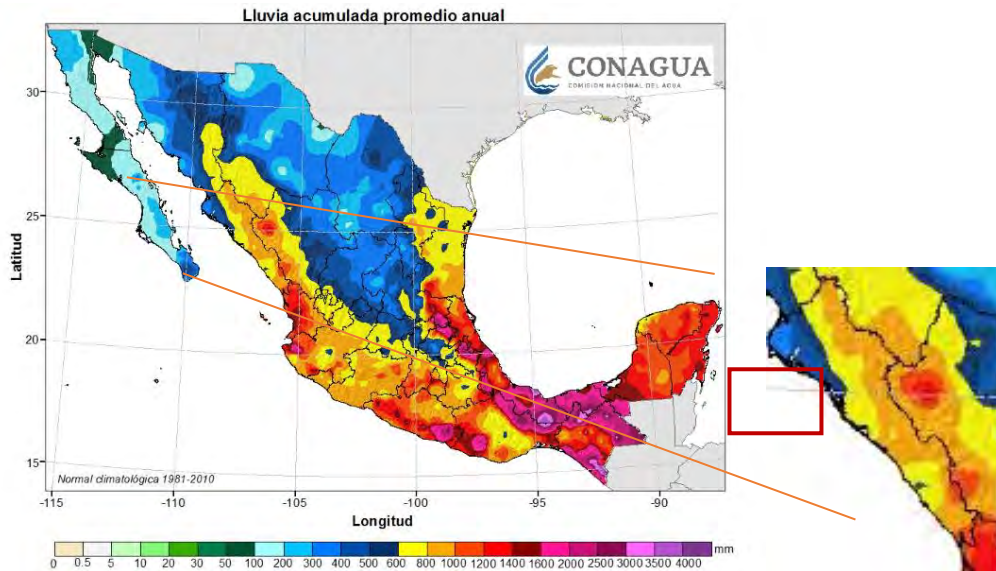 Lluvia acumulada promedio anual
CONAGUA
COMISIÓN NACIONAL DEL AGUA
30
25
20
15
Latitud
Normal climatológica 1981-2010
-115 -110 -105 -100 -95 -90
Longitud
0 0.5 5 10 20 30 50 100 200 300 400 500 600 800 1000 1200 1400 1600 2000 2500 3000 3500 4000 mm